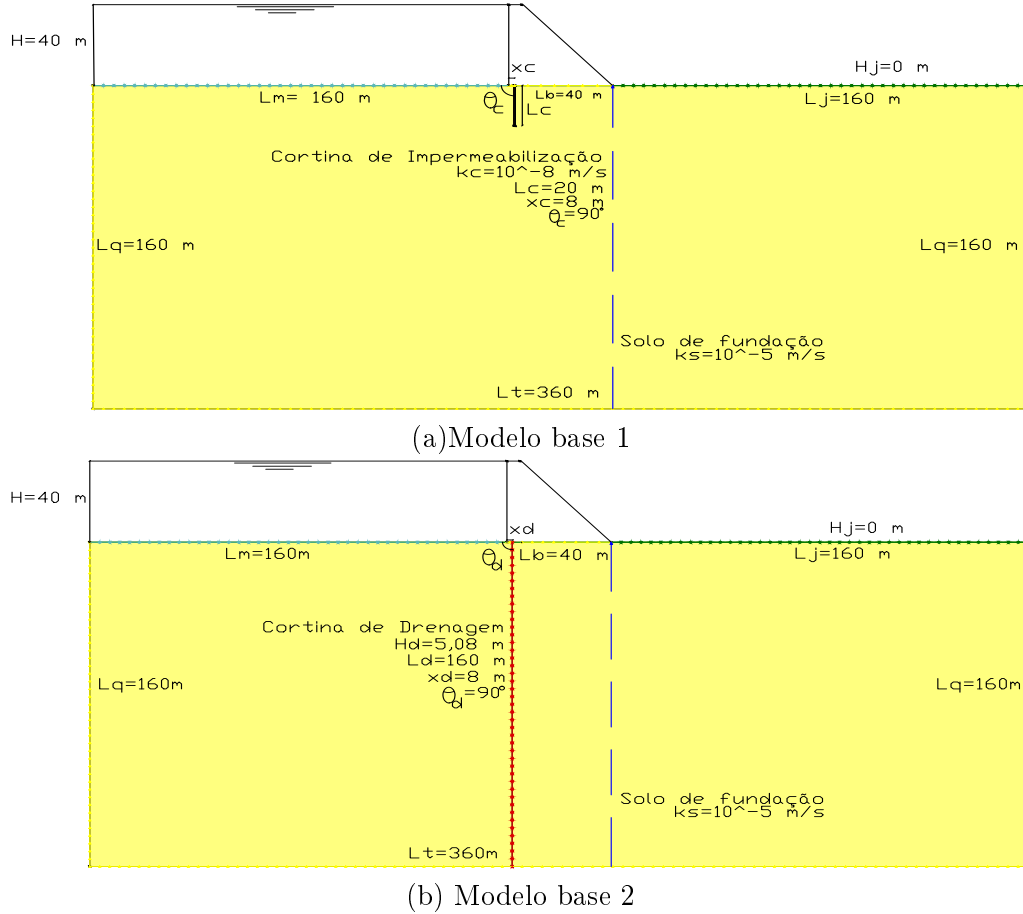 H=40 m
xc
Hj=0 m
Lm= 160 m
θc
Lb=40 m
Lc
Lj=160 m
Cortina de Impermeabilização
kc=10^-8 m/s
Lc=20 m
xc=8 m
θc=90°
Lq=160 m
Lq=160 m
Solo de fundação
ks=10^-5 m/s
Lt=360 m
(a)Modelo base 1
H=40 m
xd
Hj=0 m
Lm=160m
θd
Lb=40 m
Lj=160 m
Cortina de Drenagem
Hd=5,08 m
Ld=160 m
xd=8 m
θd=90°
Lq=160m
Lq=160m
Solo de fundação
ks=10^-5 m/s
Lt=360m
(b) Modelo base 2